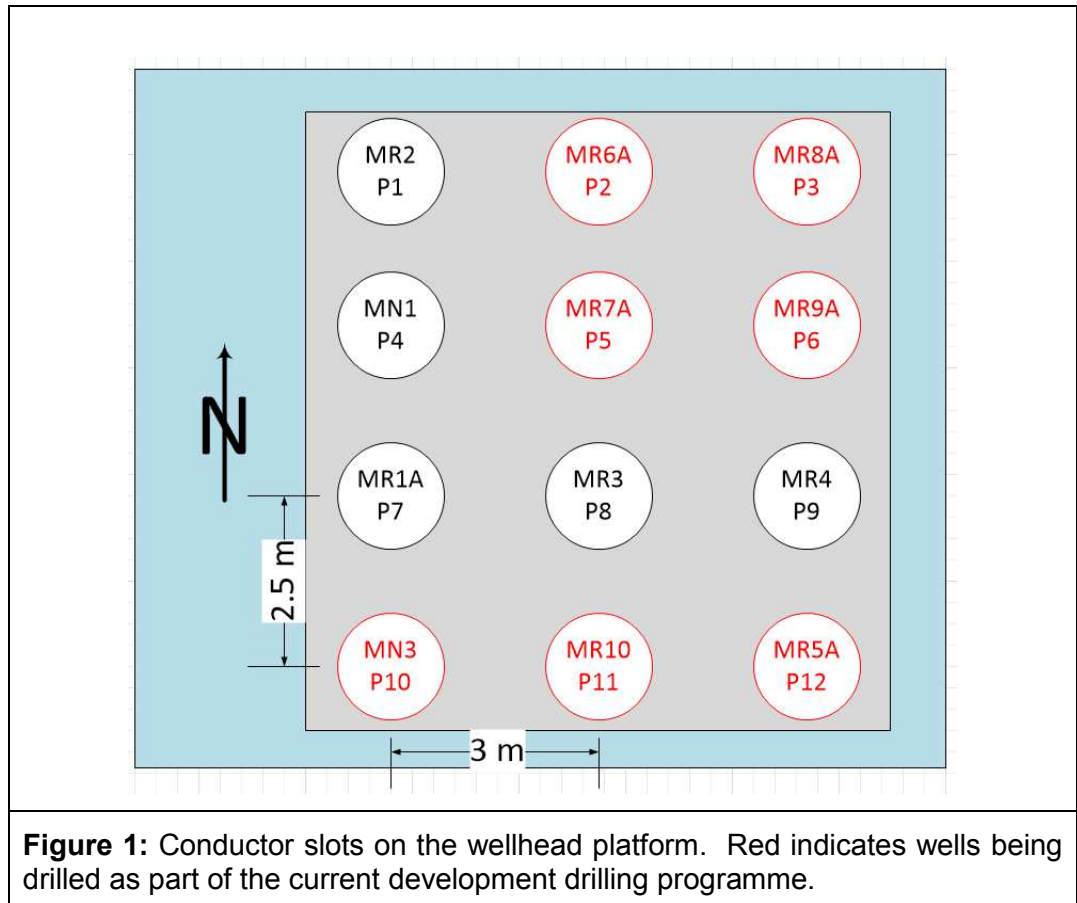 MR2
P1
MR6A
P2
MR8A
P3
MN1
P4
MR7A
P5
MR9A
P6
N
MR1A
P7
MR3
P8
MR4
P9
2.5 m
MN3
P10
MR10
P11
MR5A
P12
3 m
Figure 1: Conductor slots on the wellhead platform. Red indicates wells being
drilled as part of the current development drilling programme.